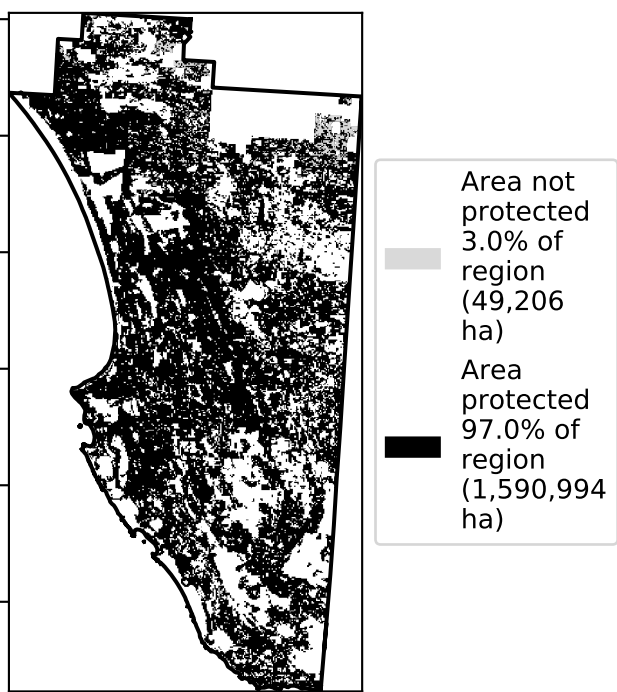 Area not
protected
3.0% of
region
(49,206
ha)
Area
protected
97.0% of
region
(1,590,994
ha)